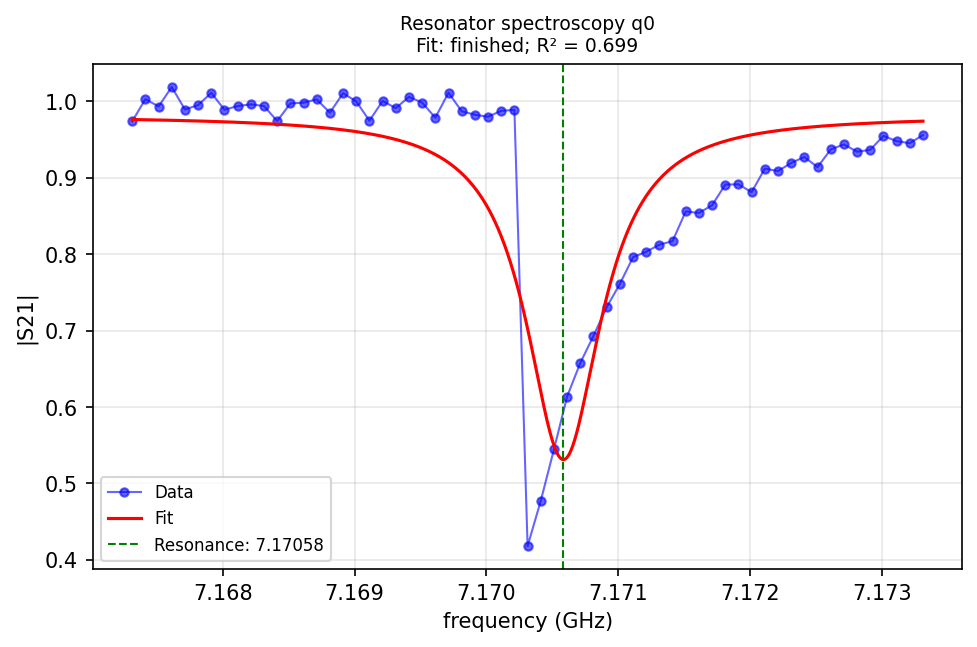 Resonator spectroscopy q0
Fit: finished; R² = 0.699
|S21|
1.0
0.9
0.8
0.7
0.6
0.5
0.4
Data
Fit
Resonance: 7.17058
7.168 7.169 7.170 7.171 7.172 7.173
frequency (GHz)